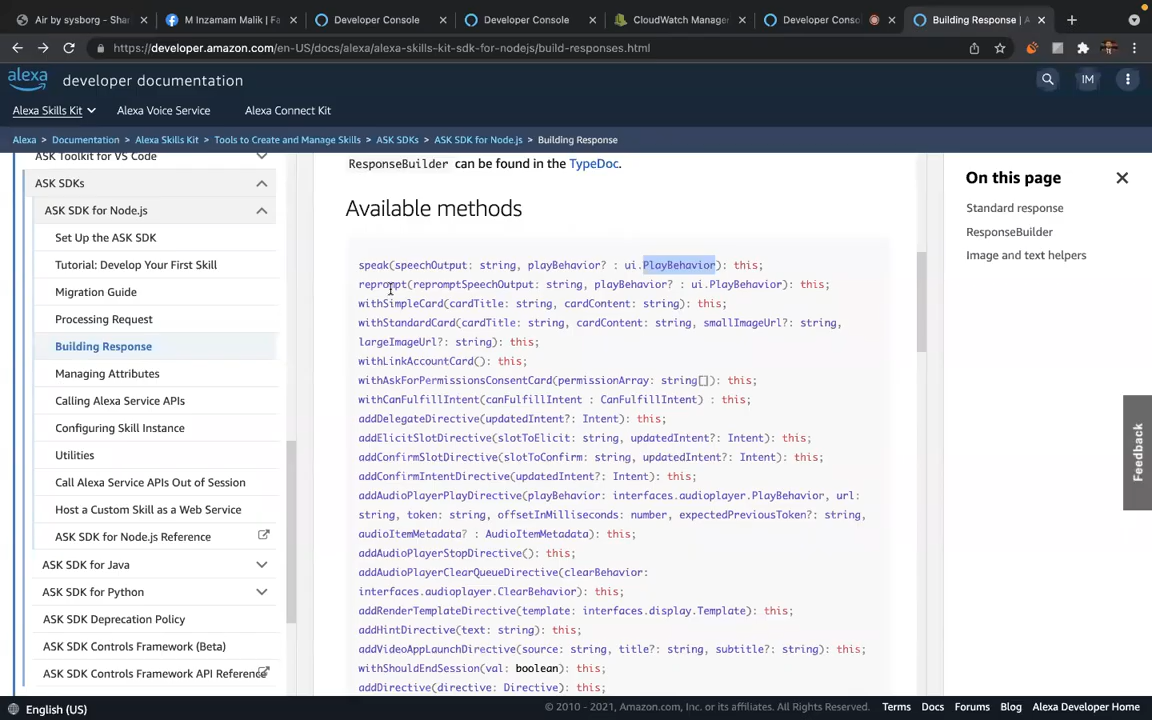 Air by sysborg - Shar
M Inzamam Malik | F
Developer Console
Developer Console
CloudWatch Manager
Developer Conso
Building Response | A
https://developer.amazon.com/en-US/docs/alexa/alexa-skills-kit-sdk-for-nodejs/build-responses.html
alexa developer documentation
IM
Alexa Skills Kit
Alexa Voice Service
Alexa Connect Kit
Alexa > Documentation > Alexa Skills Kit > Tools to Create and Manage Skills > ASK SDKs > ASK SDK for Node.js > Building Response
ASK Toolkit for VS Code
ASK SDKs
ASK SDK for Node.js
Set Up the ASK SDK
Tutorial: Develop Your First Skill
Migration Guide
Processing Request
Building Response
Managing Attributes
Calling Alexa Service APIs
Configuring Skill Instance
Utilities
Call Alexa Service APIs Out of Session
Host a Custom Skill as a Web Service
ASK SDK for Node.js Reference
ASK SDK for Java
ASK SDK for Python
ASK SDK Deprecation Policy
ASK SDK Controls Framework (Beta)
ASK SDK Controls Framework API Reference
ResponseBuilder can be found in the TypeDoc.
Available methods
speak(speechOutput: string, playBehavior? : ui.PlayBehavior): this;
reprompt(repromptSpeechOutput: string, playBehavior? : ui.PlayBehavior): this;
withSimpleCard(cardTitle: string, cardContent: string): this;
withStandardCard(cardTitle: string, cardContent: string, smallImageUrl?: string,
largeImageUrl?: string): this;
withLinkAccountCard(): this;
withAskForPermissionsConsentCard(permissionArray: string[]): this;
withCanFulfillIntent(canFulfillIntent : CanFulfillIntent) : this;
addDelegateDirective(updatedIntent?: Intent): this;
addElicitSlotDirective(slotToElicit: string, updatedIntent?: Intent): this;
addConfirmSlotDirective(slotToConfirm: string, updatedIntent?: Intent): this;
addConfirmIntentDirective(updatedIntent?: Intent): this;
addAudioPlayerPlayDirective(playBehavior: interfaces.audioplayer.PlayBehavior, url:
string, token: string, offsetInMilliseconds: number, expectedPreviousToken?: string,
audioItemMetadata? : AudioItemMetadata): this;
addAudioPlayerStopDirective(): this;
addAudioPlayerClearQueueDirective(clearBehavior:
interfaces.audioplayer.ClearBehavior): this;
addRenderTemplateDirective(template: interfaces.display.Template): this;
addHintDirective(text: string): this;
addVideoAppLaunchDirective(source: string, title?: string, subtitle?: string): this;
withShouldEndSession(val: boolean): this;
addDirective(directive: Directive): this;
On this page
Standard response
ResponseBuilder
Image and text helpers
Feedback
English (US)
© 2010 - 2021, Amazon.com, Inc. or its affiliates. All Rights Reserved.
Terms
Docs
Forums
Blog
Alexa Developer Home